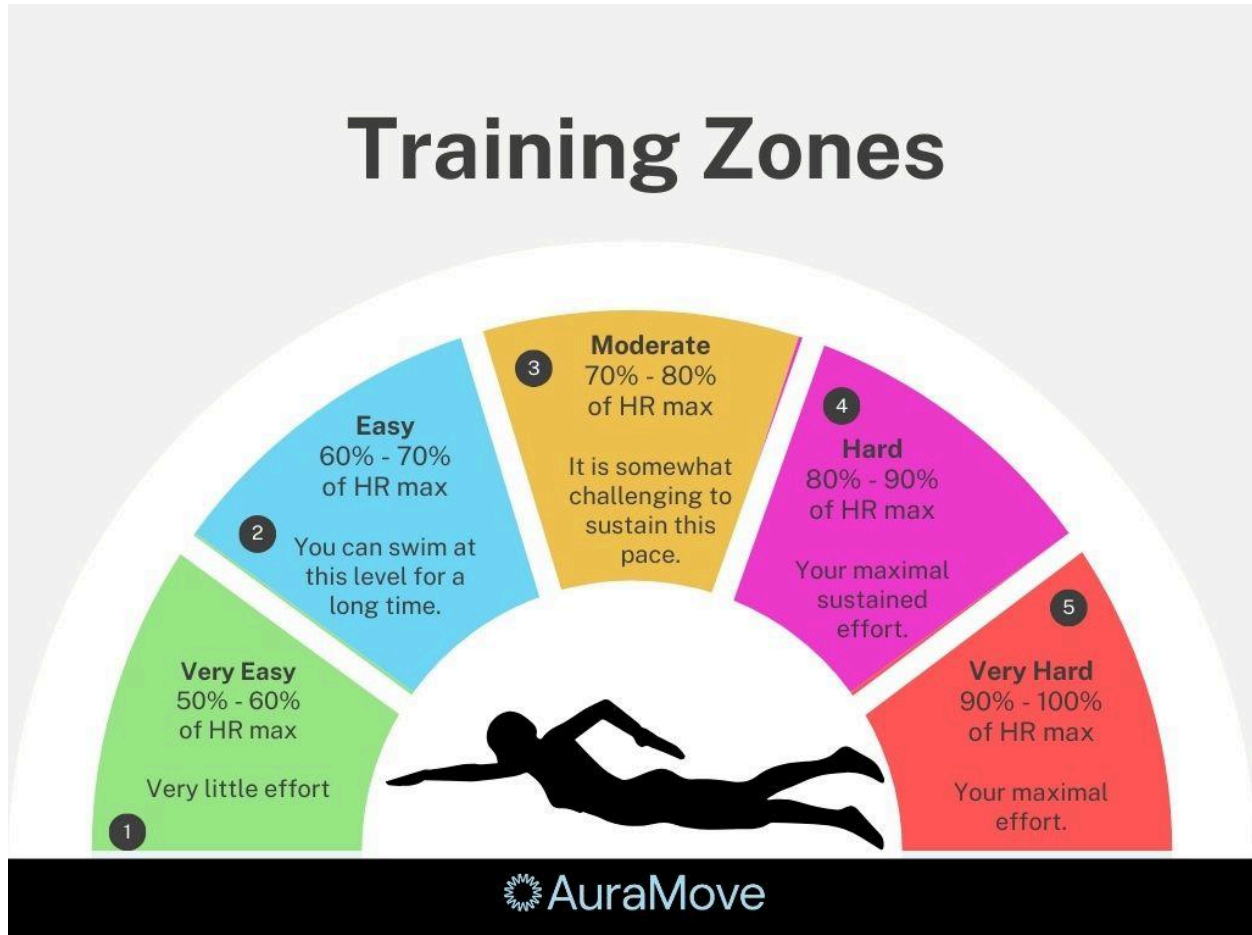 Training Zones
1
Very Easy
50% - 60%
of HR max
Very little effort
2
Easy
60% - 70%
of HR max
You can swim at
this level for a
long time.
3
Moderate
70% - 80%
of HR max
It is somewhat
challenging to
sustain this
pace.
4
Hard
80% - 90%
of HR max
Your maximal
sustained
effort.
5
Very Hard
90% - 100%
of HR max
Your maximal
effort.
AuraMove